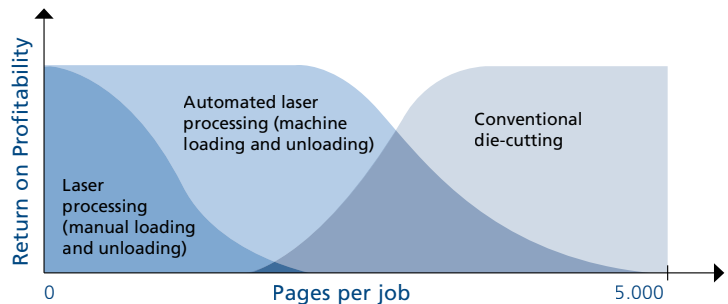 Return on Profitability
Automated laser
processing (machine
loading and unloading)
Conventional
die-cutting
Laser
processing
(manual loading
and unloading)
0
Pages per job
5.000